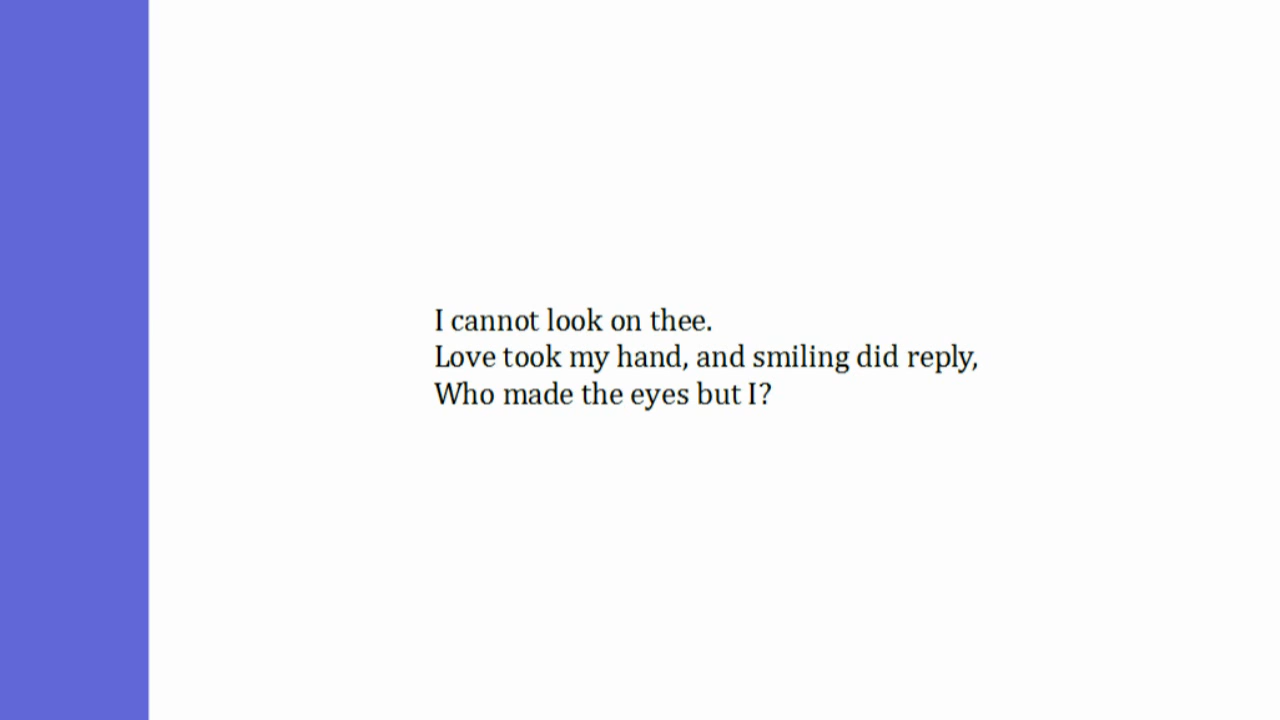 I cannot look on thee.
Love took my hand, and smiling did reply,
Who made the eyes but I?